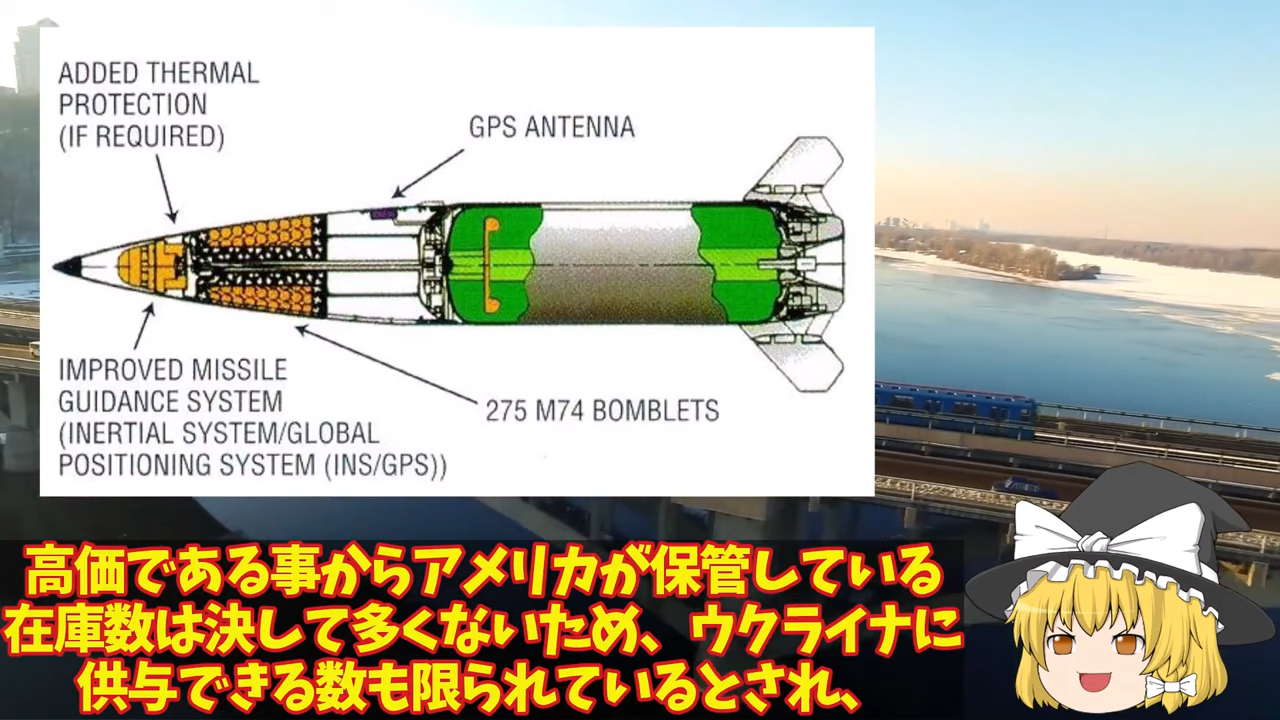 ADDED THERMAL
PROTECTION
(IF REQUIRED)
GPS ANTENNA
IMPROVED MISSILE
GUIDANCE SYSTEM
(INERTIAL SYSTEM/GLOBAL
POSITIONING SYSTEM (INS/GPS))
275 M74 BOMBLETS
高価である事からアメリカが保管している
在庫数は決して多くないため、ウクライナに
供与できる数も限られているとされ、